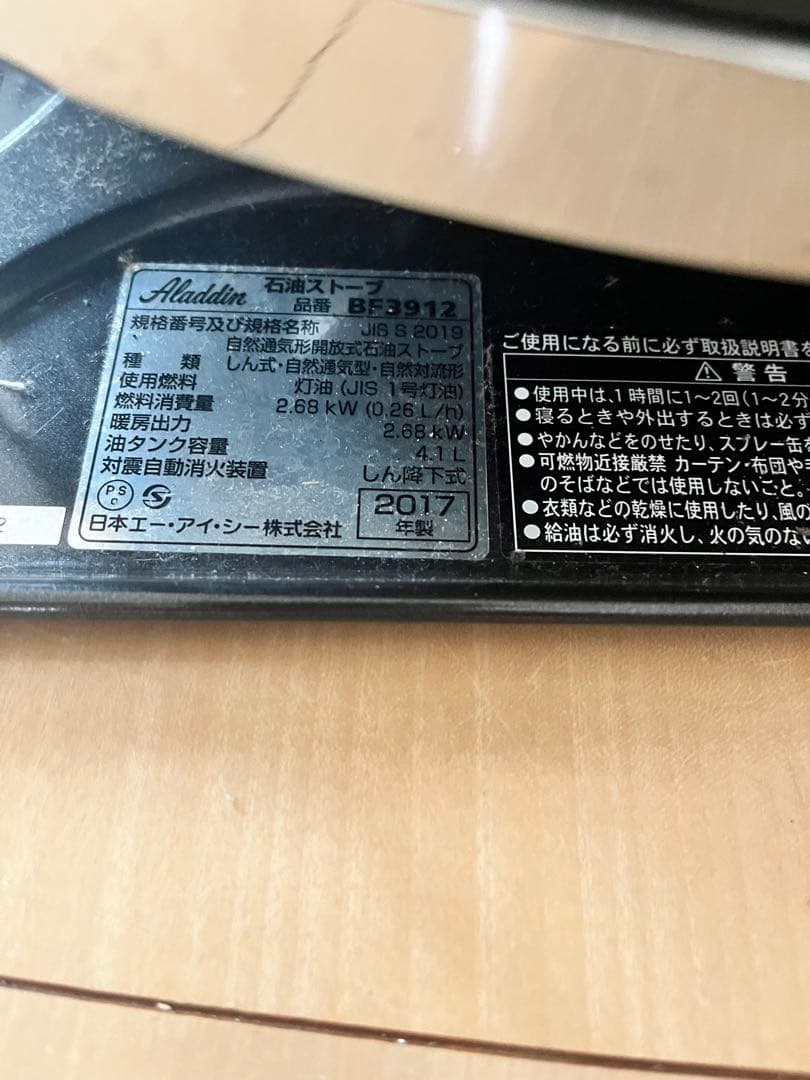 Aladdin 石油ストーブ
品番 BF3912
規格番号及び規格名称 JIS S 2019
自然通気形開放式石油ストーブ
種類 しん式・自然通気型・自然対流形
使用燃料 灯油 (JIS 1号灯油)
燃料消費量 2.68 kW (0.26 L/h)
暖房出力 2.68 kW
油タンク容量 4.1 L
対震自動消火装置 しん降下式
PS C S
2017
年製
日本エー・アイ・シー株式会社
2
ご使用になる前に必ず取扱説明書を
⚠ 警告
●使用中は、1時間に1~2回(1~2分
●寝るときや外出するときは必ず
●やかんなどをのせたり、スプレー缶を
●可燃物近接厳禁 カーテン・布団や
のそばなどでは使用しないこと。
●衣類などの乾燥に使用したり、風の
●給油は必ず消火し、火の気のない